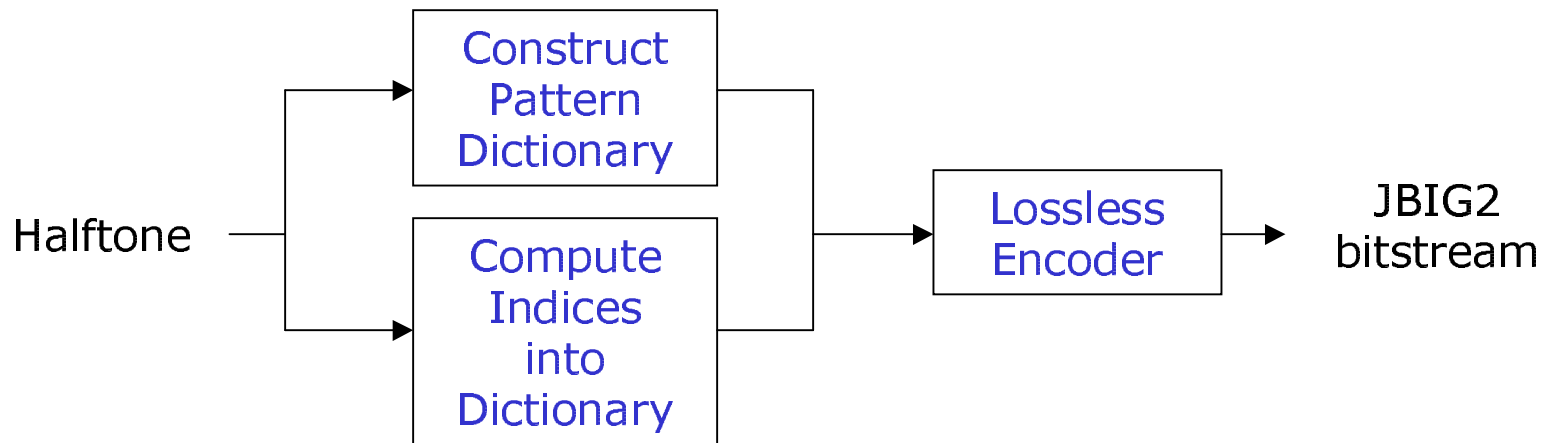 Halftone
Construct
Pattern
Dictionary
Compute
Indices
into
Dictionary
Lossless
Encoder
JBIG2
bitstream